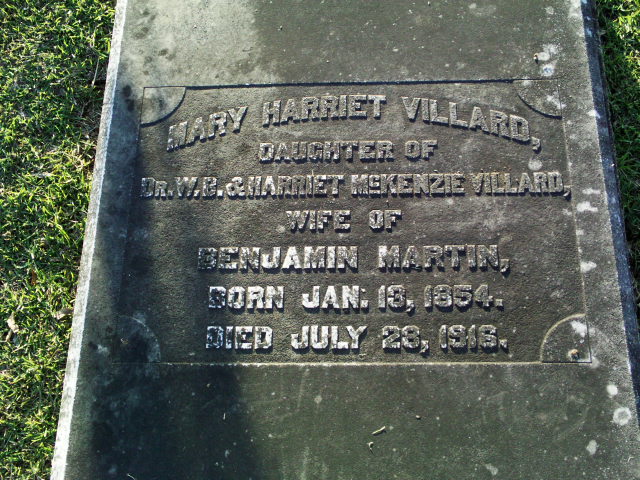 MARY HARRIET VILLARD,
DAUGHTER OF
DR. W. B. & HARRIET MCKENZIE VILLARD,
WIFE OF
BENJAMIN MARTIN,
BORN JAN. 13, 1854.
DIED JULY 28, 1916.